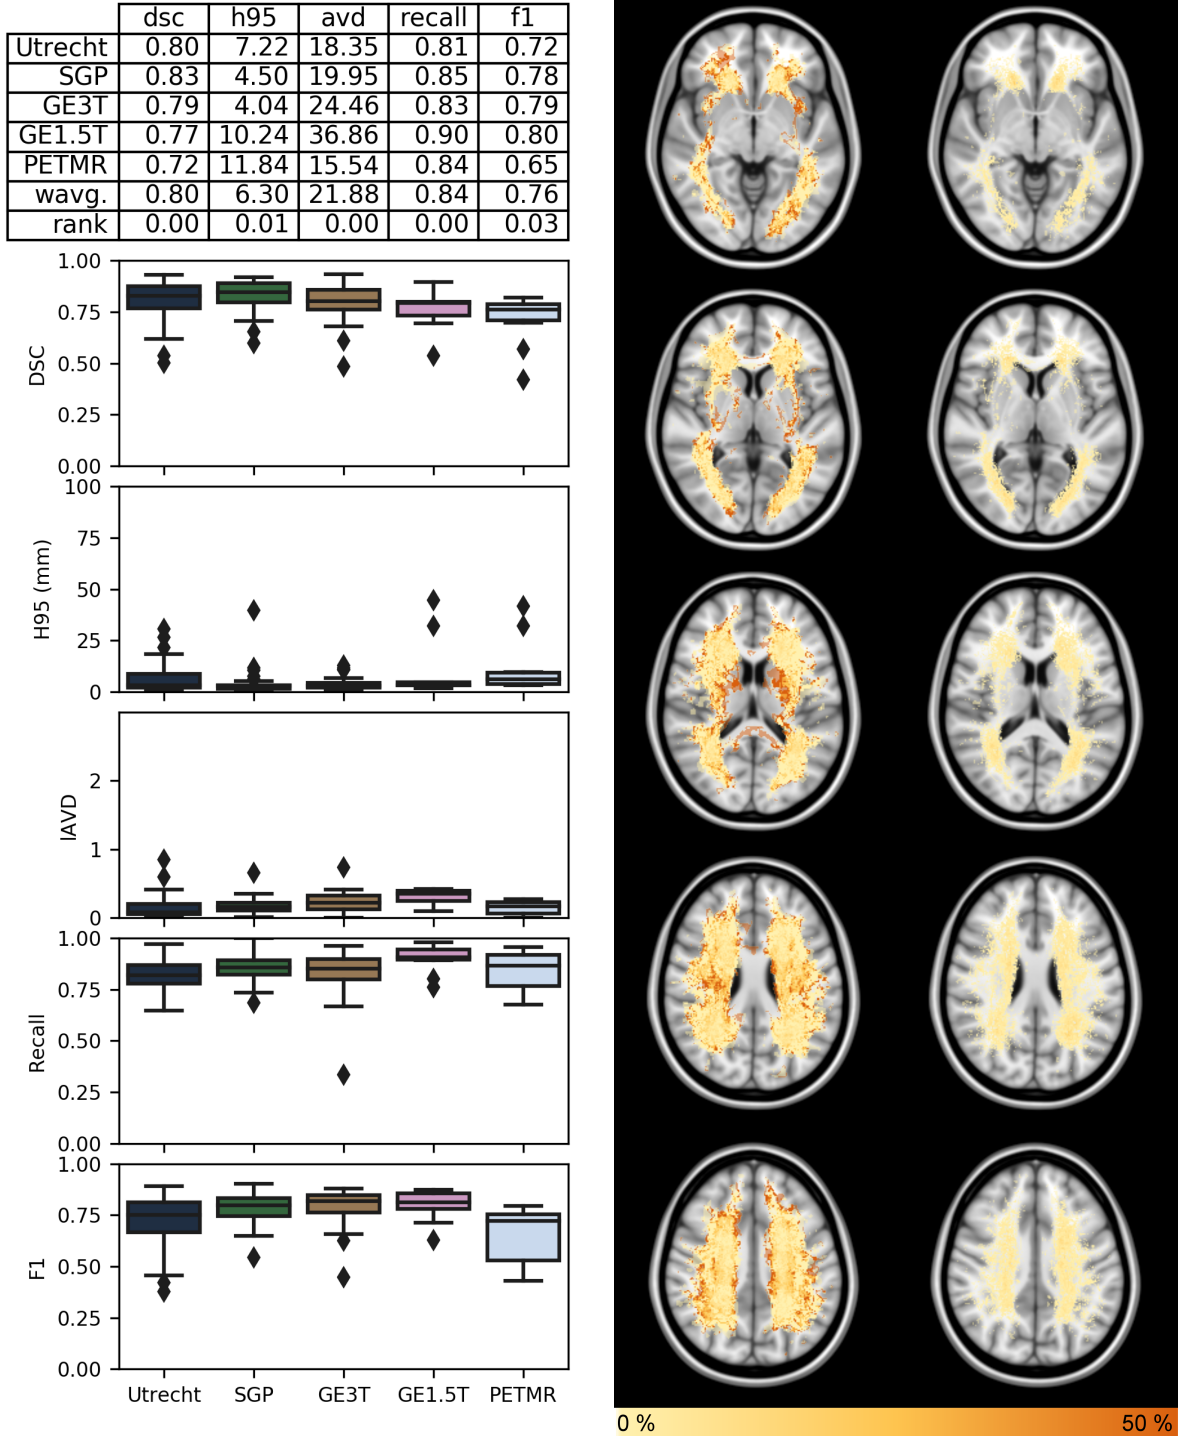 dsc h95 avd recall f1
Utrecht 0.80 7.22 18.35 0.81 0.72
SGP 0.83 4.50 19.95 0.85 0.78
GE3T 0.79 4.04 24.46 0.83 0.79
GE1.5T 0.77 10.24 36.86 0.90 0.80
PETMR 0.72 11.84 15.54 0.84 0.65
wavg. 0.80 6.30 21.88 0.84 0.76
rank 0.00 0.01 0.00 0.00 0.03
DSC
1.00
0.75
0.50
0.25
0.00
H95 (mm)
100
75
50
25
0
lAVD
2
1
0
Recall
1.00
0.75
0.50
0.25
0.00
F1
1.00
0.75
0.50
0.25
0.00
Utrecht SGP GE3T GE1.5T PETMR
0 % 50 %